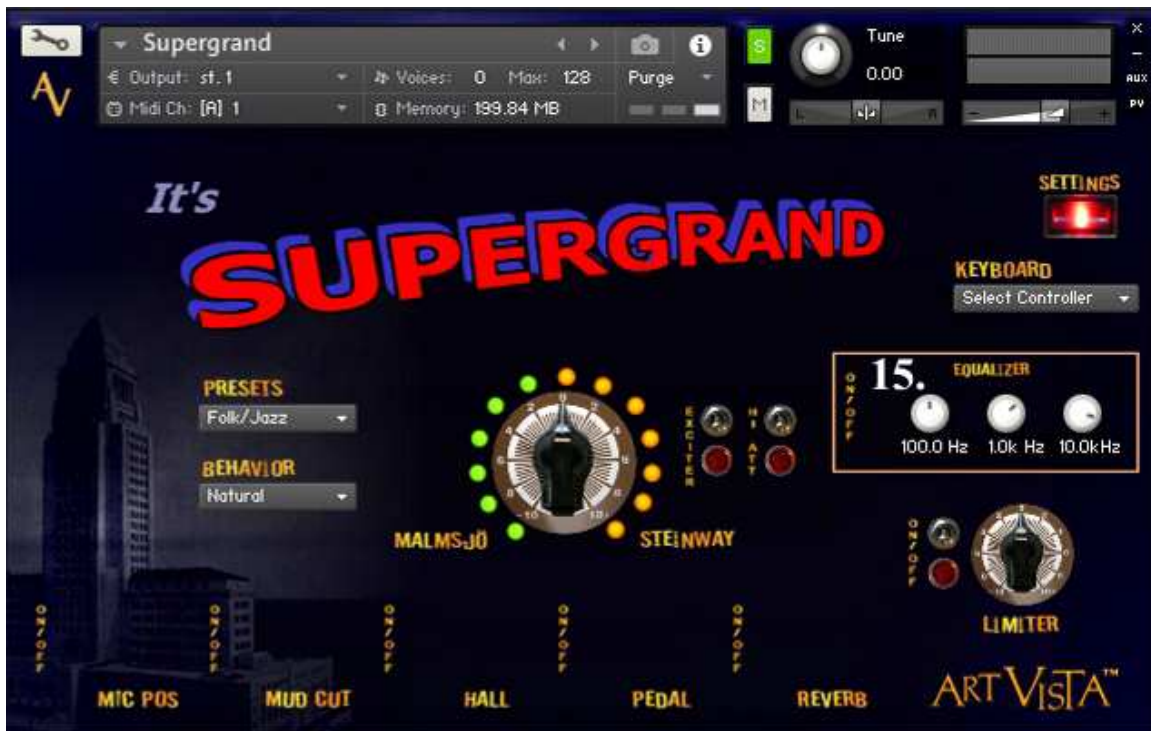 Supergrand
Output: st.1
Voices: 0 Max: 128
Purge
Midi Ch: [A] 1
Memory: 199.84 MB
S
M
Tune
0.00
L
R
AUX
PV
AV
It's
SUPERGRAND
SETTINGS
KEYBOARD
Select Controller
PRESETS
Folk/Jazz
BEHAVIOR
Natural
MALMSJÖ
STEINWAY
EXCITER
HI ATT
ON/OFF
15.
EQUALIZER
100.0 Hz 1.0k Hz 10.0kHz
ON/OFF
LIMITER
ON/OFF
ON/OFF
ON/OFF
ON/OFF
ON/OFF
MIC POS
MUD CUT
HALL
PEDAL
REVERB
ART VISTA™